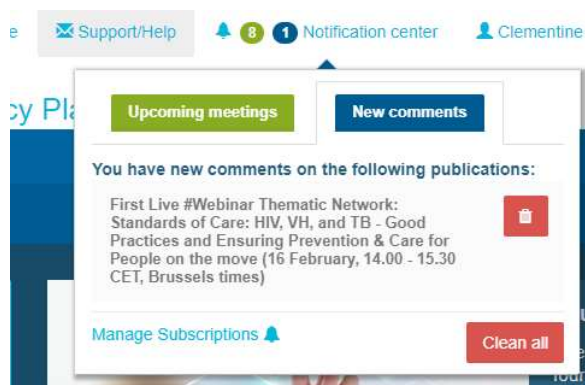 e Support/Help 8 1 Notification center Clementine
cy Pla
Upcoming meetings New comments
You have new comments on the following publications:
First Live #Webinar Thematic Network:
Standards of Care: HIV, VH, and TB - Good
Practices and Ensuring Prevention & Care for
People on the move (16 February, 14.00 - 15.30
CET, Brussels times)
Manage Subscriptions Clean all